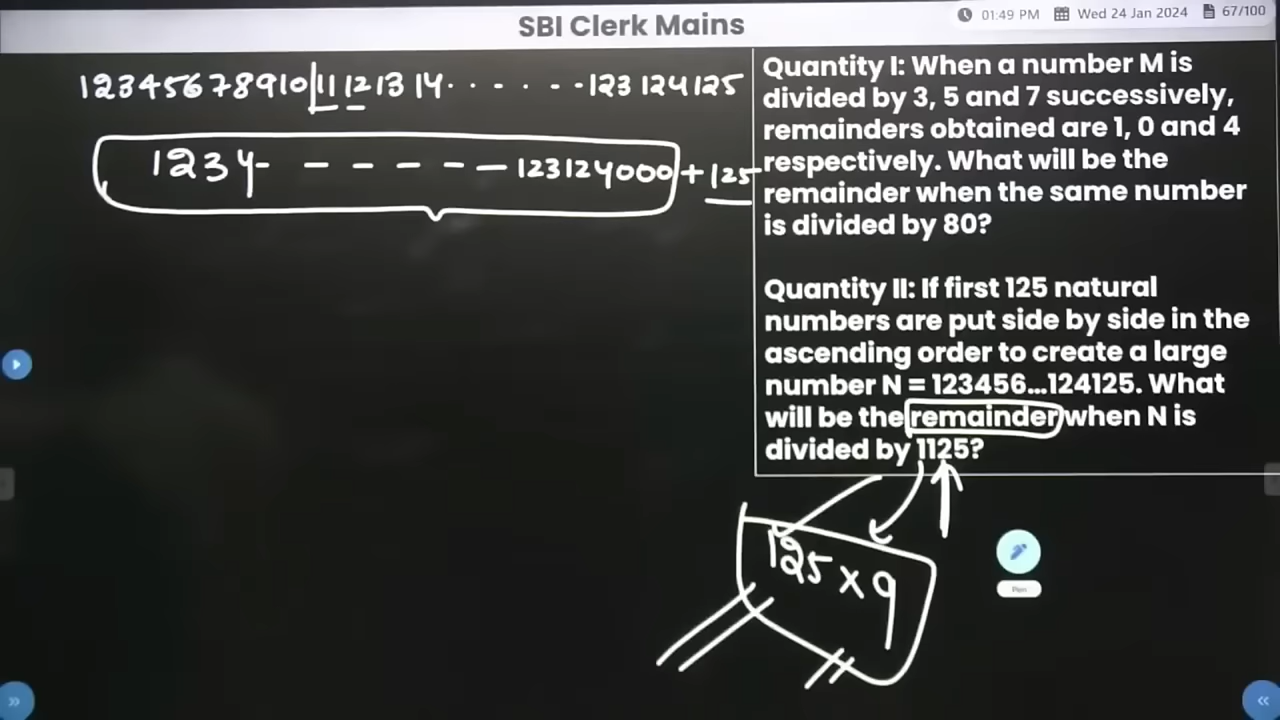 SBI Clerk Mains
01:49 PM Wed 24 Jan 2024 67/100
12345678910 11 12 13 14 . . . . . . . 123 124 125
1234 - - - - - - 123124000 + 125
Quantity I: When a number M is
divided by 3, 5 and 7 successively,
remainders obtained are 1, 0 and 4
respectively. What will be the
remainder when the same number
is divided by 80?
Quantity II: If first 125 natural
numbers are put side by side in the
ascending order to create a large
number N = 123456...124125. What
will be the remainder when N is
divided by 1125?
125 x 9
Pen